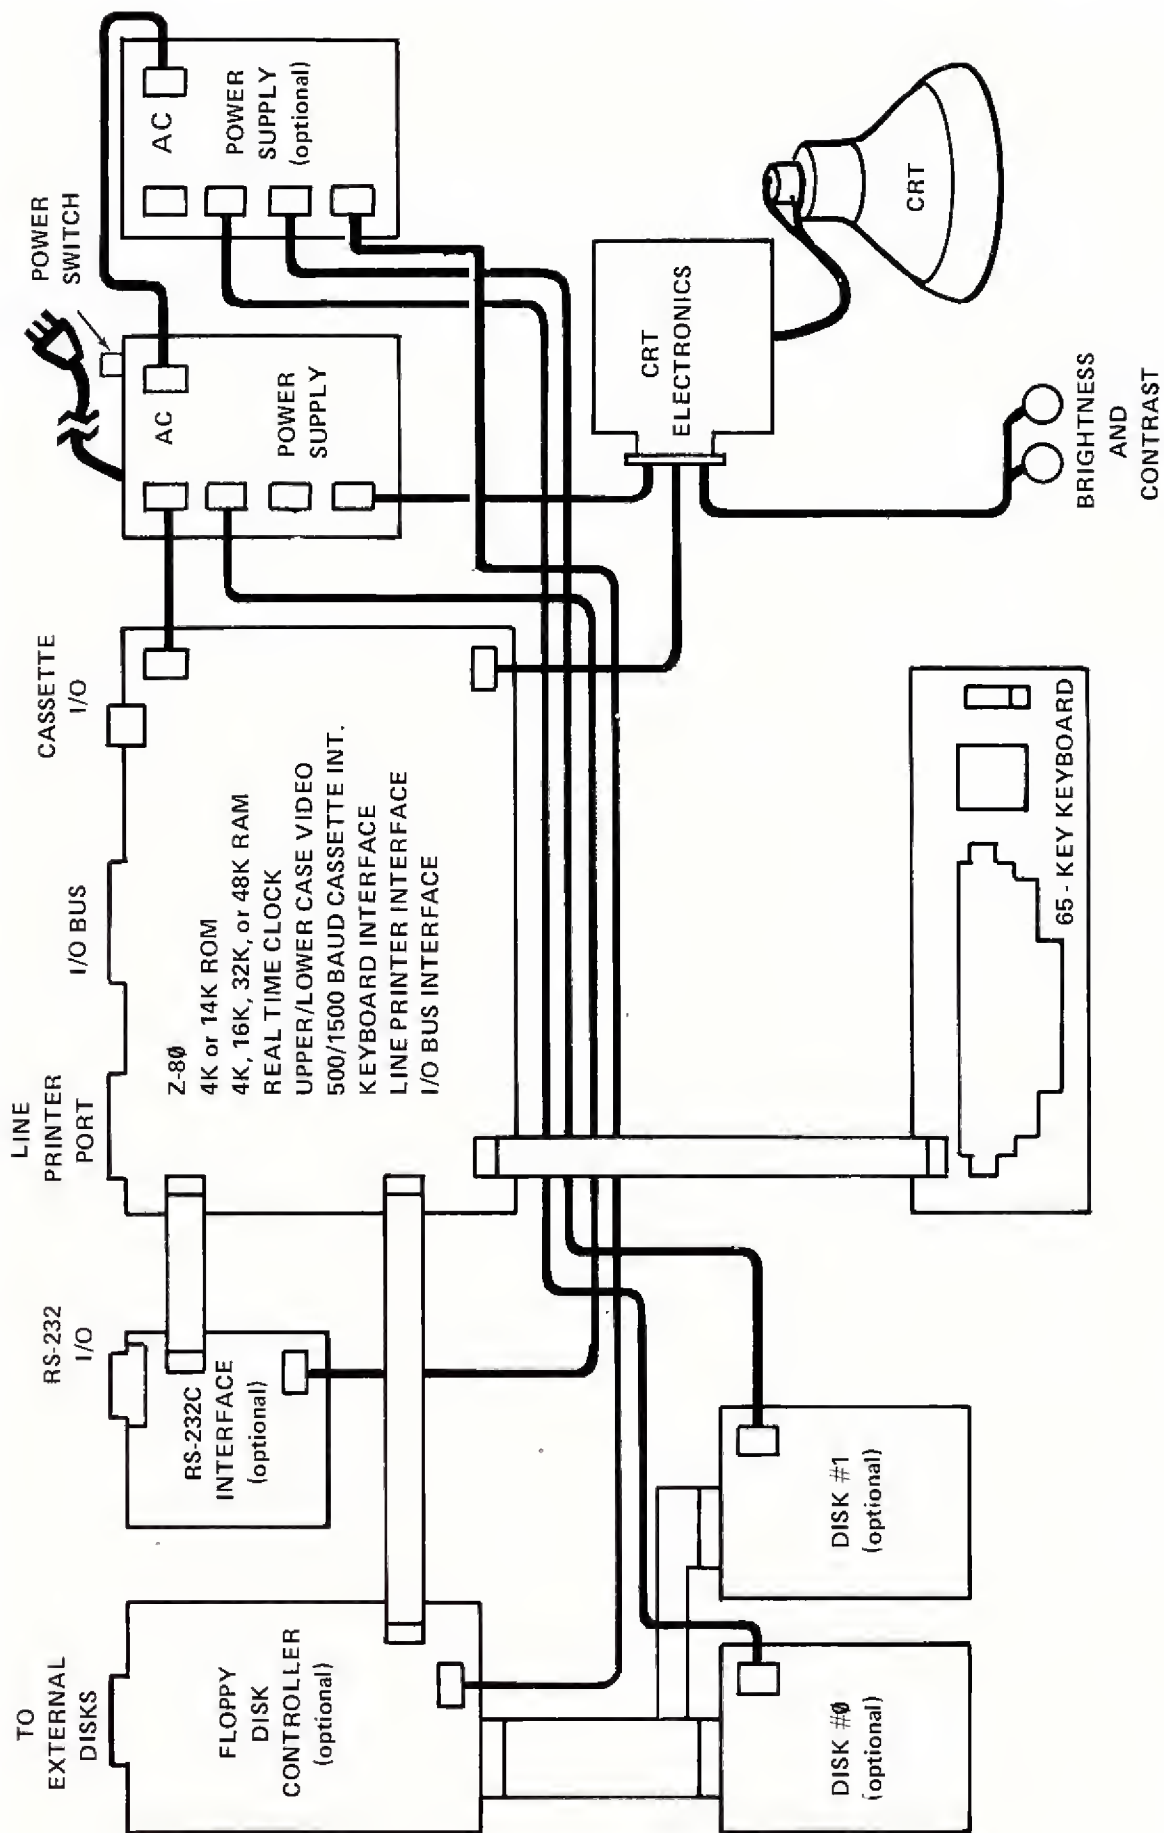 TO
EXTERNAL
DISKS
RS-232
I/O
LINE
PRINTER
PORT
I/O BUS
CASSETTE
I/O
POWER
SWITCH
FLOPPY
DISK
CONTROLLER
(optional)
RS-232C
INTERFACE
(optional)
Z-8Ø
4K or 14K ROM
4K, 16K, 32K, or 48K RAM
REAL TIME CLOCK
UPPER/LOWER CASE VIDEO
500/1500 BAUD CASSETTE INT.
KEYBOARD INTERFACE
LINE PRINTER INTERFACE
I/O BUS INTERFACE
AC
POWER
SUPPLY
AC
POWER
SUPPLY
(optional)
DISK #Ø
(optional)
DISK #1
(optional)
65 - KEY KEYBOARD
CRT
ELECTRONICS
CRT
BRIGHTNESS
AND
CONTRAST